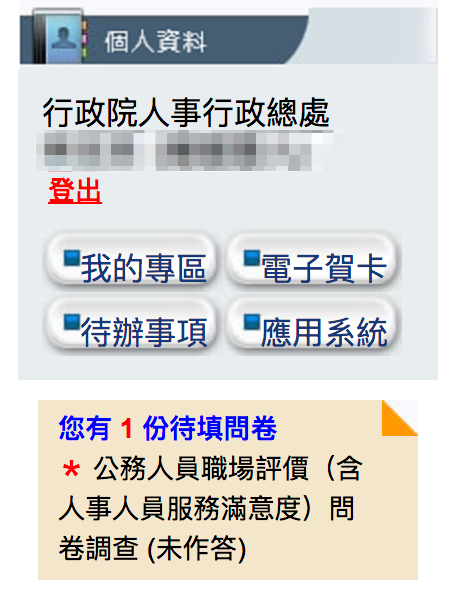 個人資料
行政院人事行政總處
登出
我的專區
電子賀卡
待辦事項
應用系統
您有 1 份待填問卷
* 公務人員職場評價（含
人事人員服務滿意度）問
卷調查 (未作答)